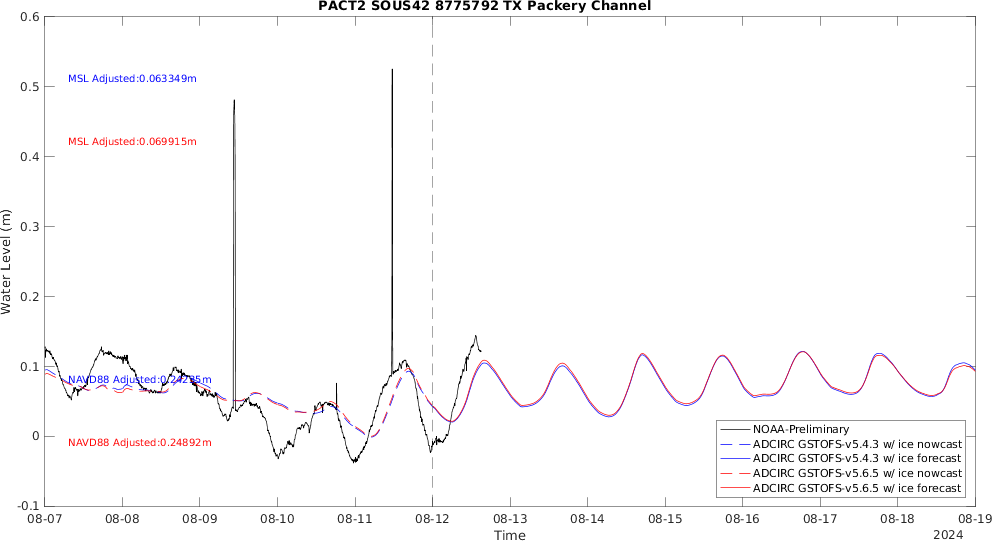 PACT2 SOUS42 8775792 TX Packery Channel
0.6
0.5
0.4
0.3
0.2
0.1
0
-0.1
Water Level (m)
MSL Adjusted:0.063349m
MSL Adjusted:0.069915m
NAVD88 Adjusted:0.24235m
NAVD88 Adjusted:0.24892m
NOAA-Preliminary
ADCIRC GSTOFS-v5.4.3 w/ ice nowcast
ADCIRC GSTOFS-v5.4.3 w/ ice forecast
ADCIRC GSTOFS-v5.6.5 w/ ice nowcast
ADCIRC GSTOFS-v5.6.5 w/ ice forecast
08-07 08-08 08-09 08-10 08-11 08-12 08-13 08-14 08-15 08-16 08-17 08-18 08-19
Time
2024